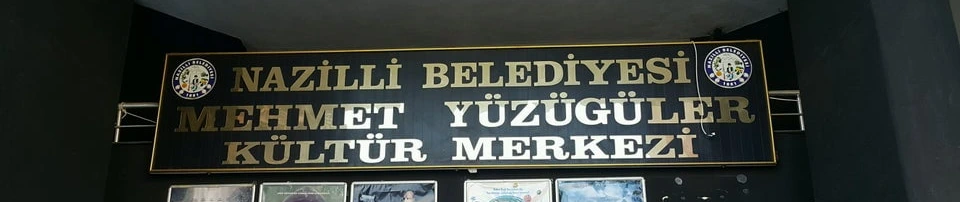 NAZİLLİ BELEDİYESİ
MEHMET YÜZÜGÜLER
KÜLTÜR MERKEZİ